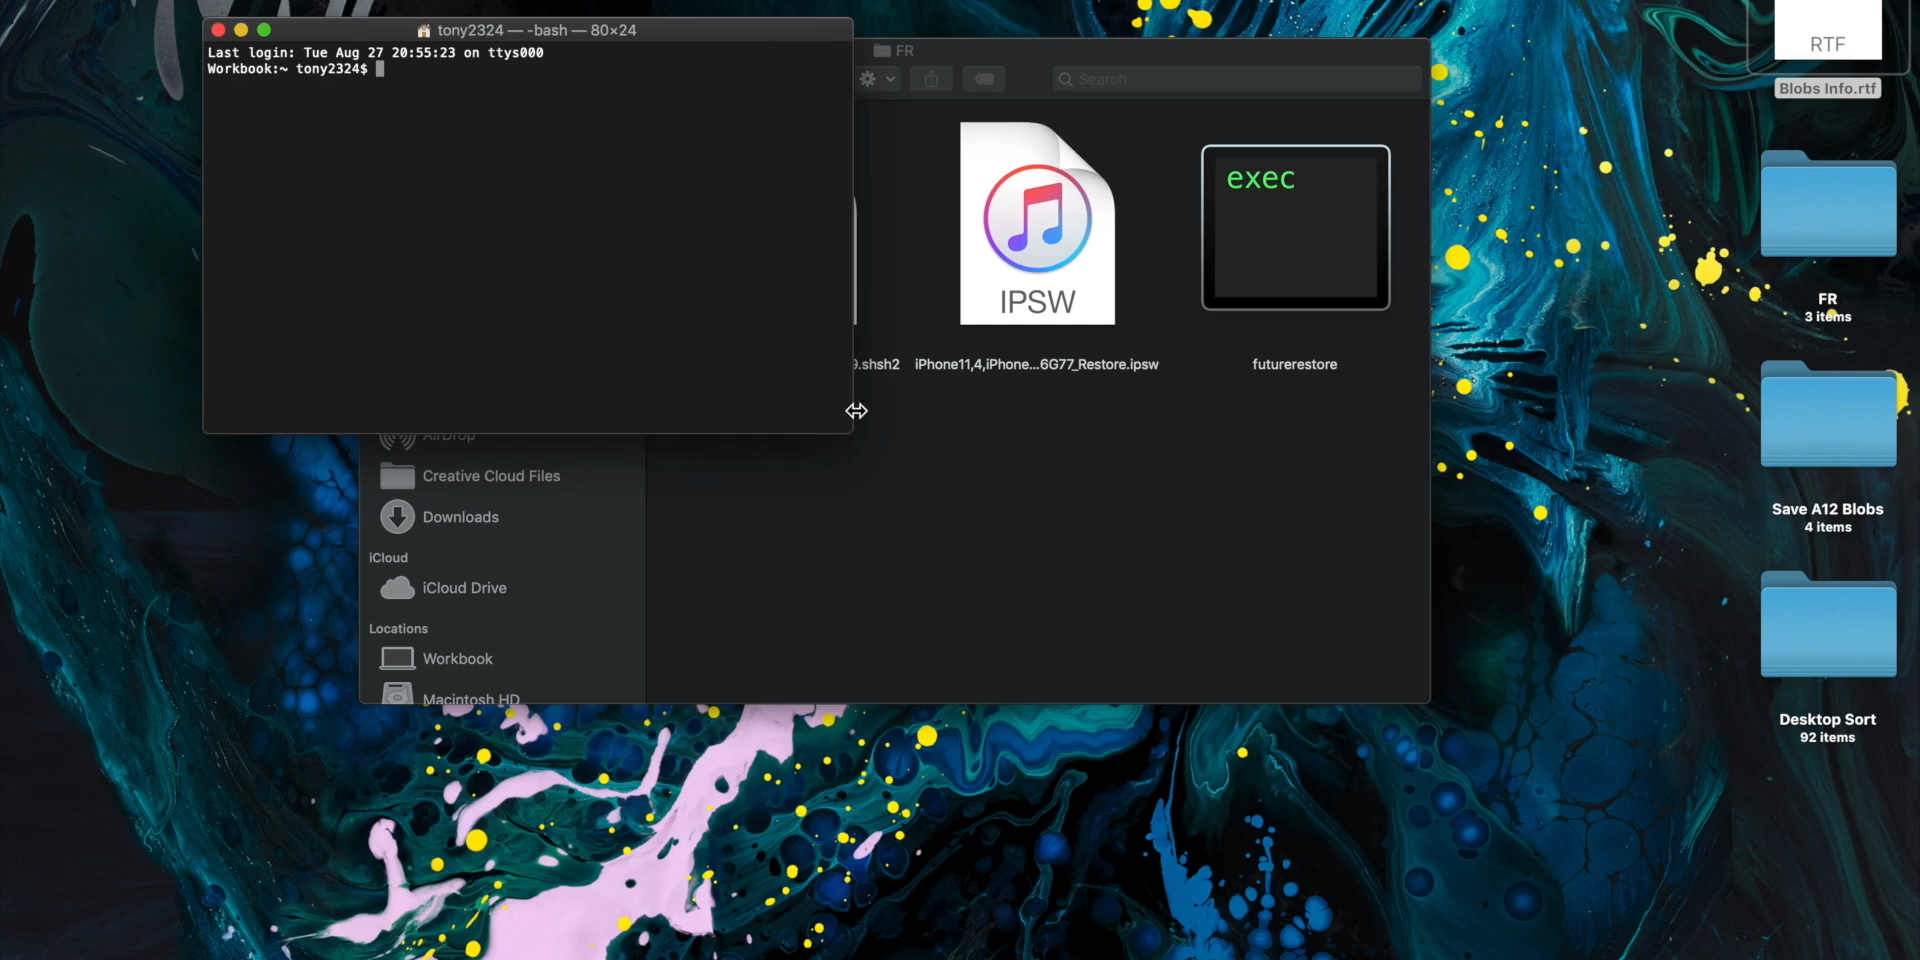 tony2324 — -bash — 80×24
Last login: Tue Aug 27 20:55:23 on ttys000
Workbook:~ tony2324$
FR
Search
exec
IPSW
9.shsh2
iPhone11,4,iPhone...6G77_Restore.ipsw
futurerestore
AirDrop
Creative Cloud Files
Downloads
iCloud
iCloud Drive
Locations
Workbook
Macintosh HD
RTF
Blobs Info.rtf
FR
3 items
Save A12 Blobs
4 items
Desktop Sort
92 items